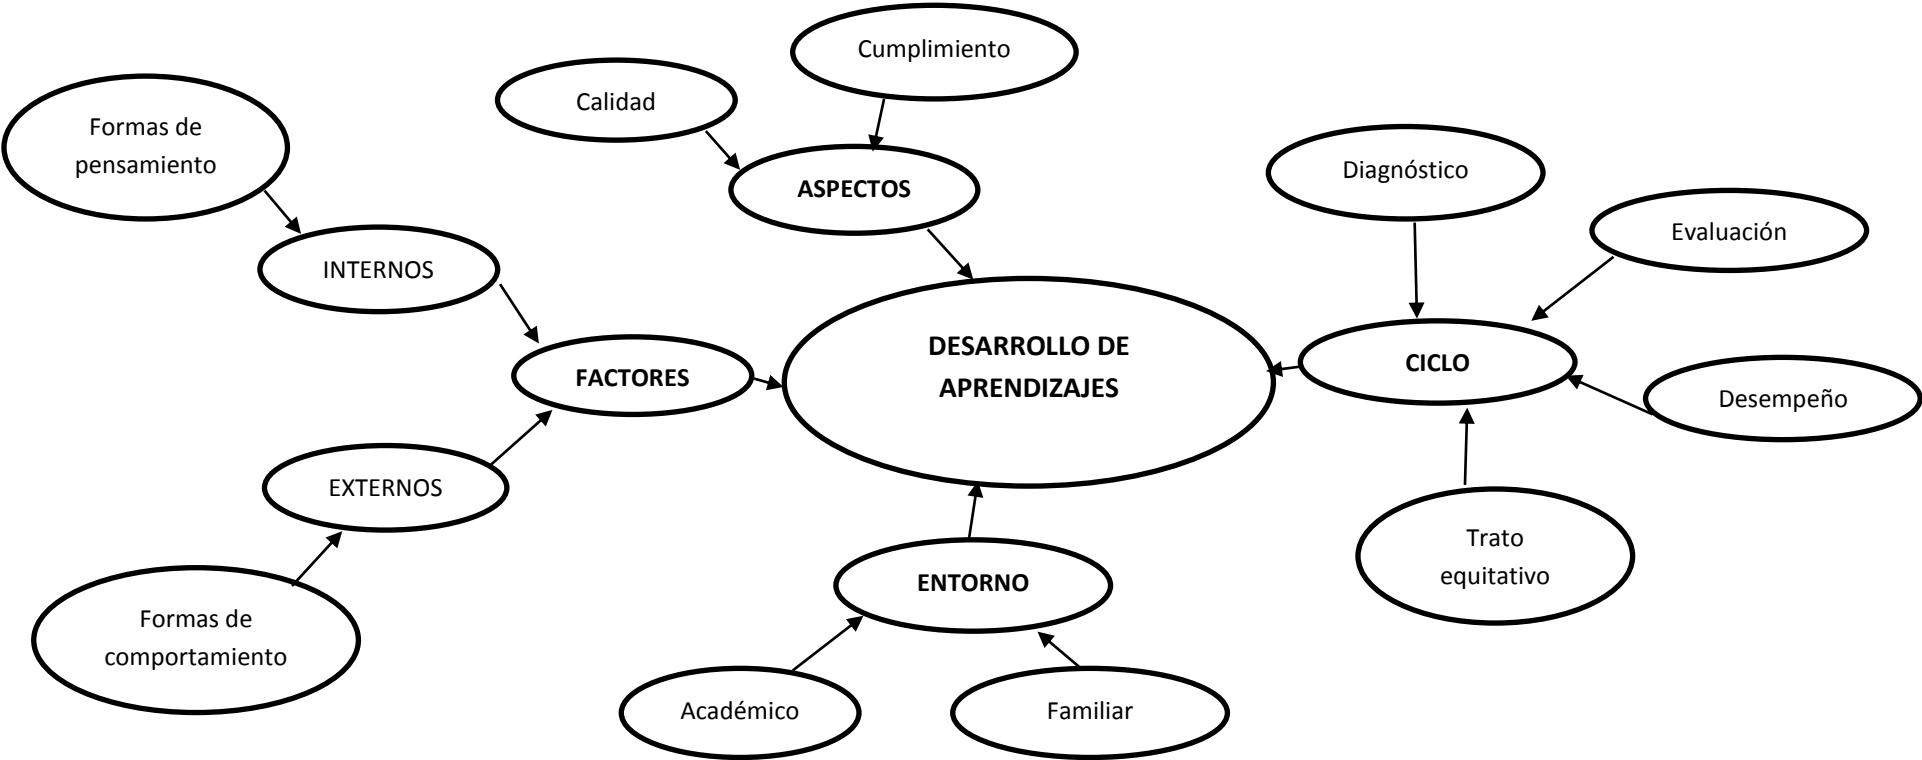 Cumplimiento
Calidad
Formas de
pensamiento
ASPECTOS
Diagnóstico
Evaluación
INTERNOS
DESARROLLO DE
APRENDIZAJES
FACTORES
CICLO
Desempeño
EXTERNOS
Trato
equitativo
ENTORNO
Formas de
comportamiento
Académico
Familiar